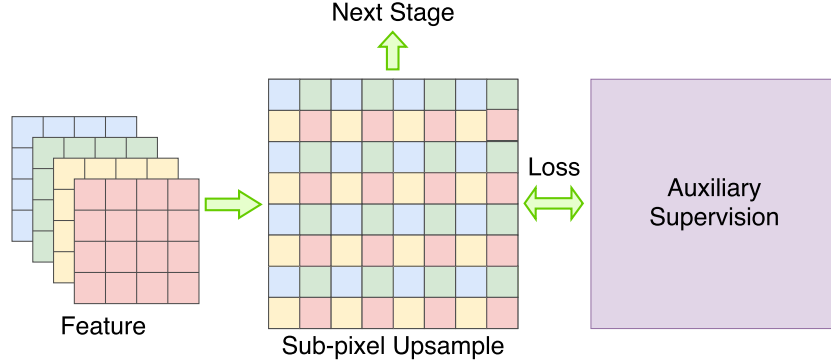 Next Stage
Loss
Auxiliary
Supervision
Feature
Sub-pixel Upsample